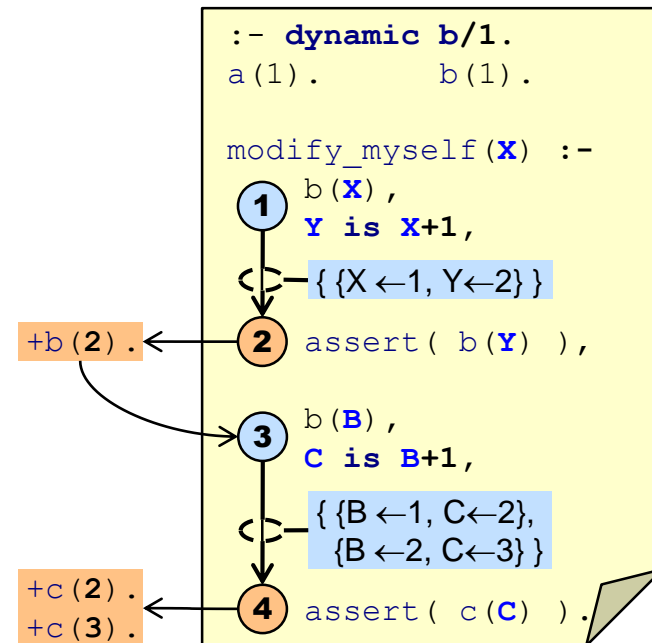 :- dynamic b/1.
a(1). b(1).
modify_myself(X) :-
1 b(X),
Y is X+1,
{ {X ←1, Y←2} }
+b(2). 2 assert( b(Y) ),
3 b(B),
C is B+1,
{ {B ←1, C←2},
{B ←2, C←3} }
+c(2).
+c(3). 4 assert( c(C) ).